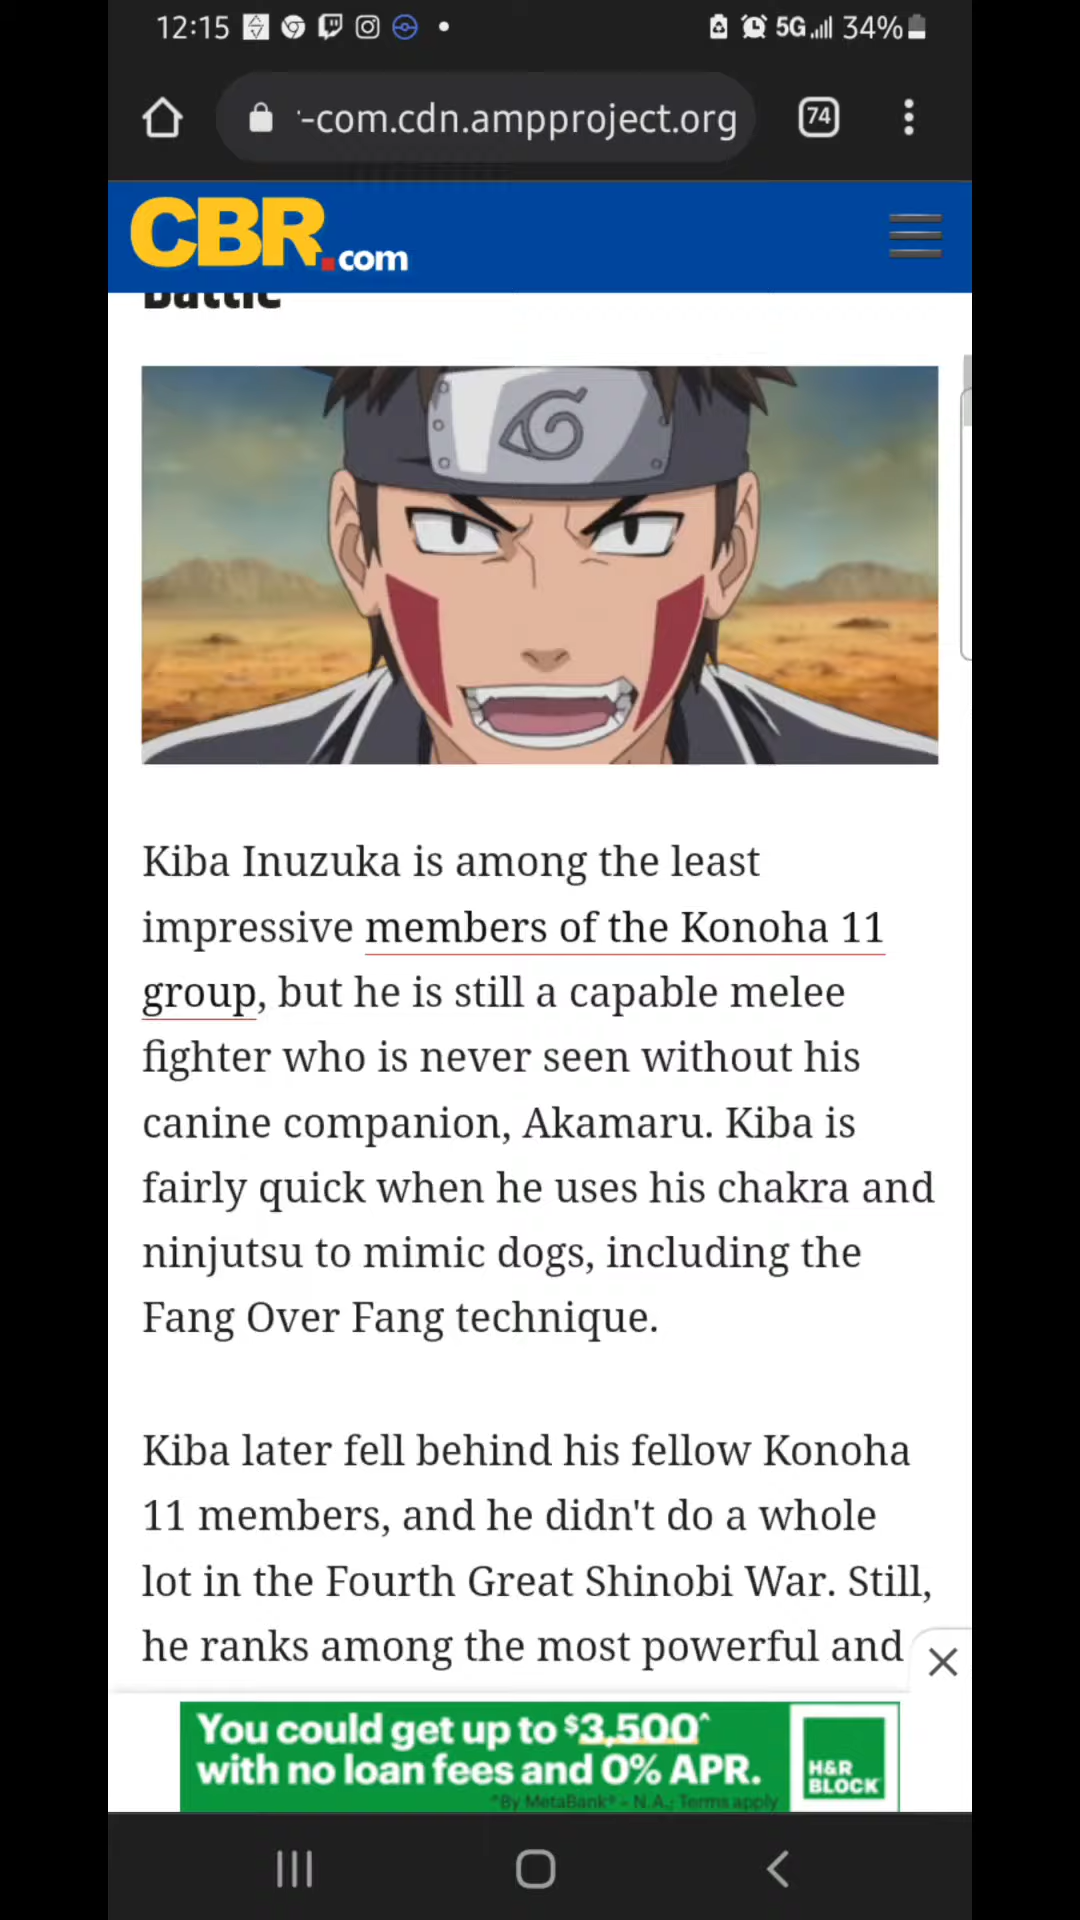 12:15
5G 34%
-com.cdn.ampproject.org
74
CBR.com
Battle
Kiba Inuzuka is among the least
impressive members of the Konoha 11
group, but he is still a capable melee
fighter who is never seen without his
canine companion, Akamaru. Kiba is
fairly quick when he uses his chakra and
ninjutsu to mimic dogs, including the
Fang Over Fang technique.
Kiba later fell behind his fellow Konoha
11 members, and he didn't do a whole
lot in the Fourth Great Shinobi War. Still,
he ranks among the most powerful and
You could get up to $3,500^
with no loan fees and 0% APR.
H&R
BLOCK
^By MetaBank® - N.A.; Terms apply